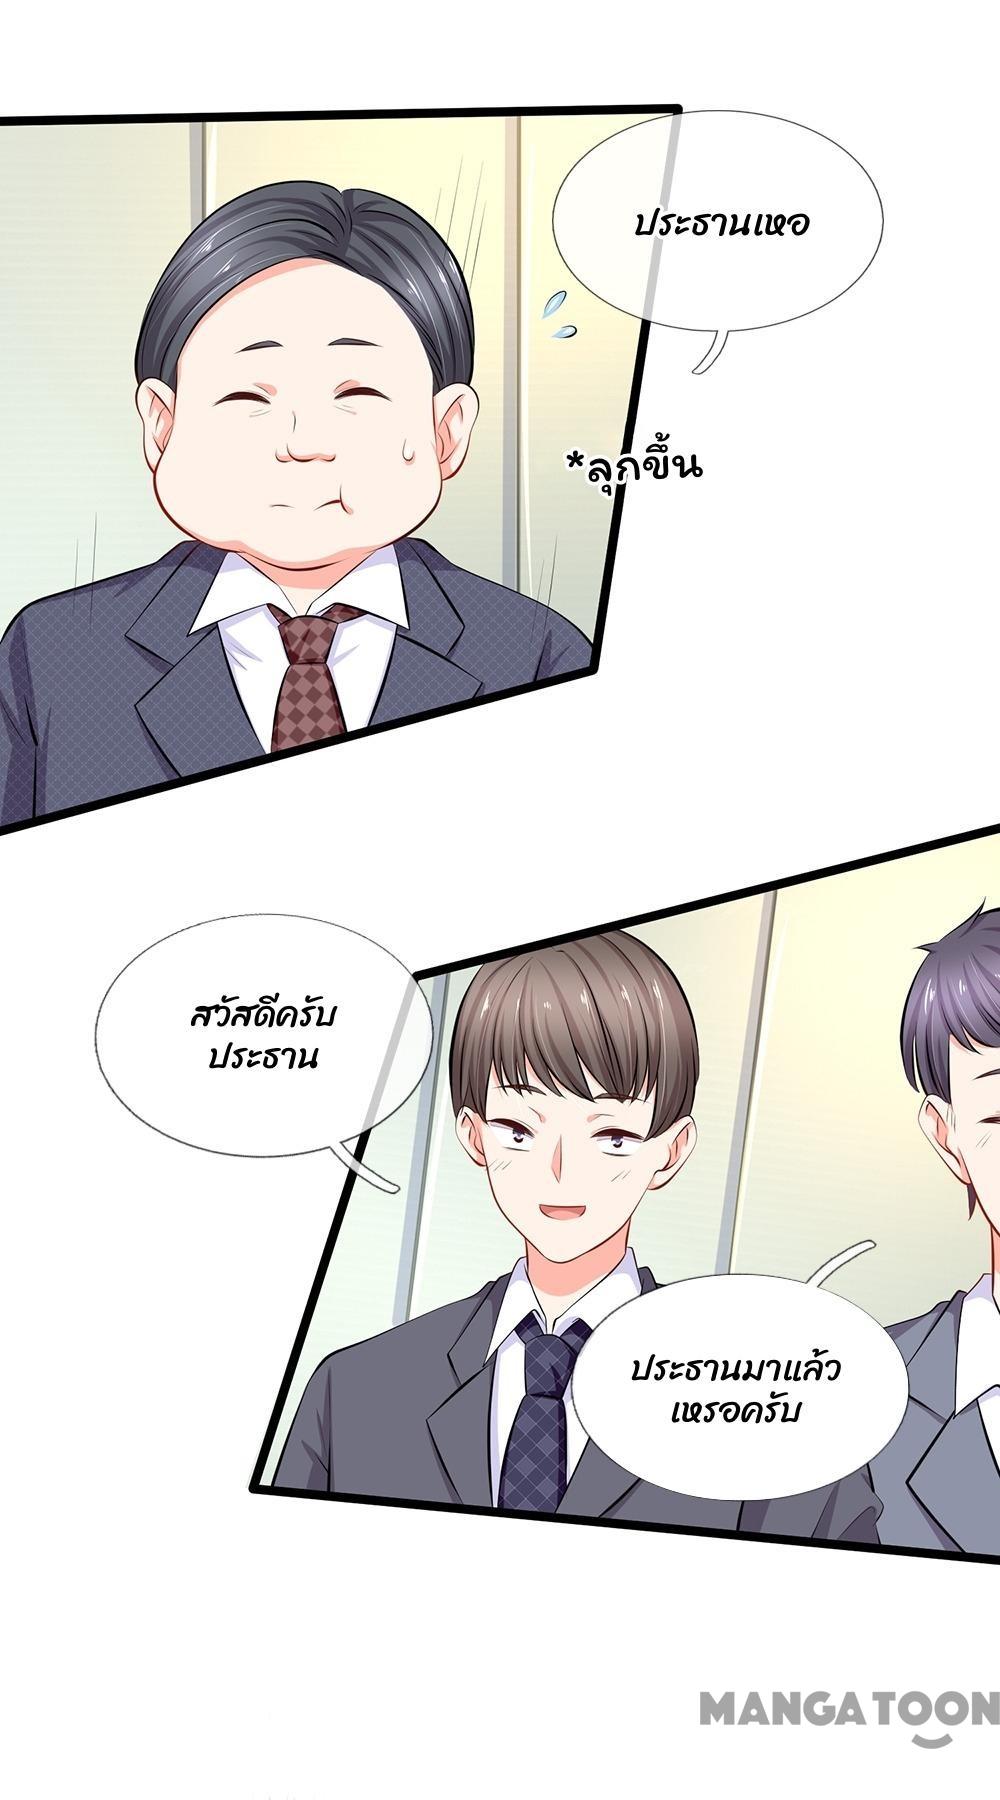 ประธานเหอ
*ลุกขึ้น
สวัสดีครับ
ประธาน
ประธานมาแล้ว
เหรอครับ
MANGATOON